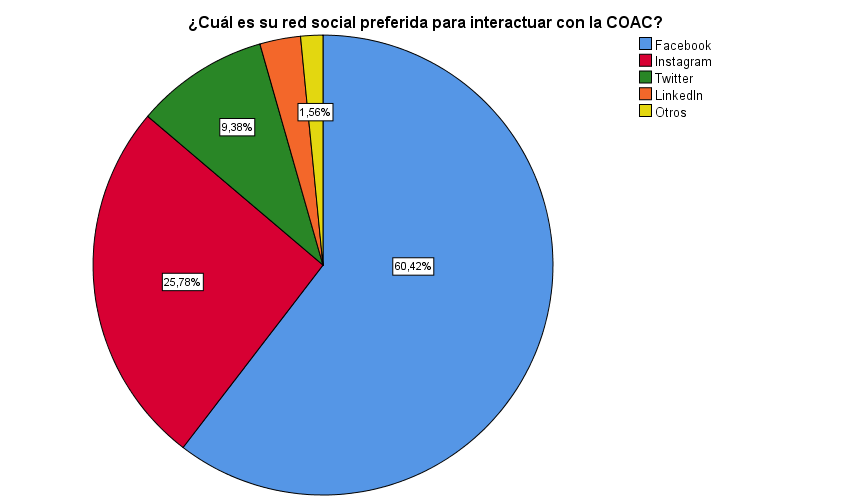 ¿Cuál es su red social preferida para interactuar con la COAC?
Facebook
Instagram
Twitter
LinkedIn
Otros
1,56%
9,38%
60,42%
25,78%